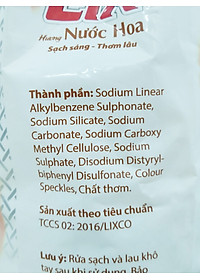 LIX
Hương Nước Hoa
Sạch sáng - Thơm lâu
Thành phần: Sodium Linear
Alkylbenzene Sulphonate,
Sodium Silicate, Sodium
Carbonate, Sodium Carboxy
Methyl Cellulose, Sodium
Sulphate, Disodium Distyryl-
biphenyl Disulfonate, Colour
Speckles, Chất thơm.
Sản xuất theo tiêu chuẩn
TCCS 02: 2016/LIXCO
Lưu ý: Rửa sạch và lau khô
tay sau khi sử dụng. Bảo